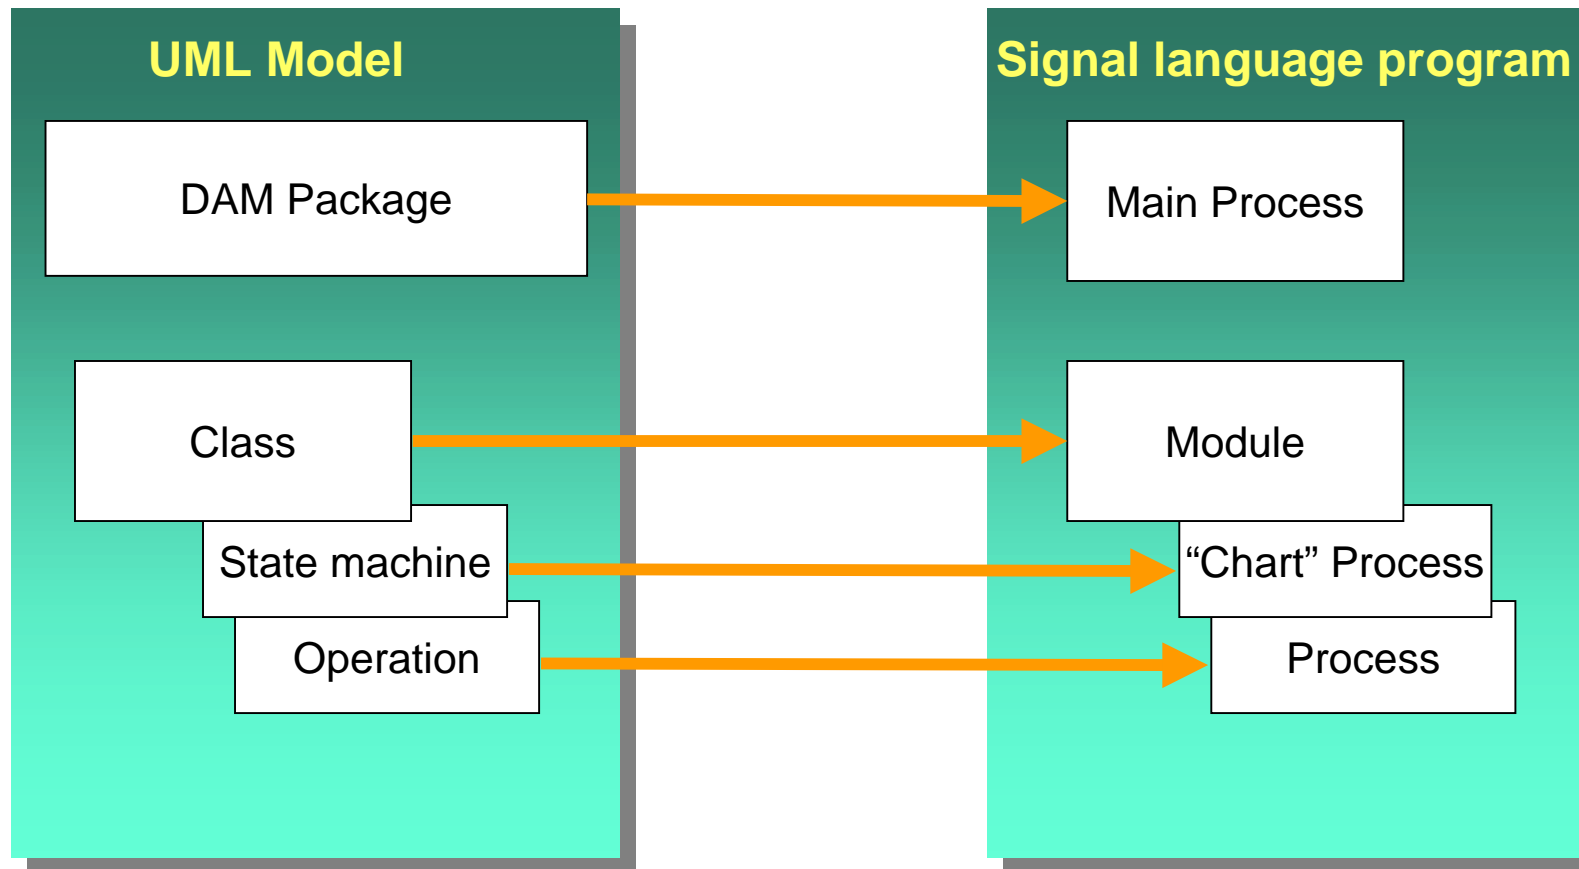 UML Model
DAM Package
Class
State machine
Operation
Signal language program
Main Process
Module
“Chart” Process
Process